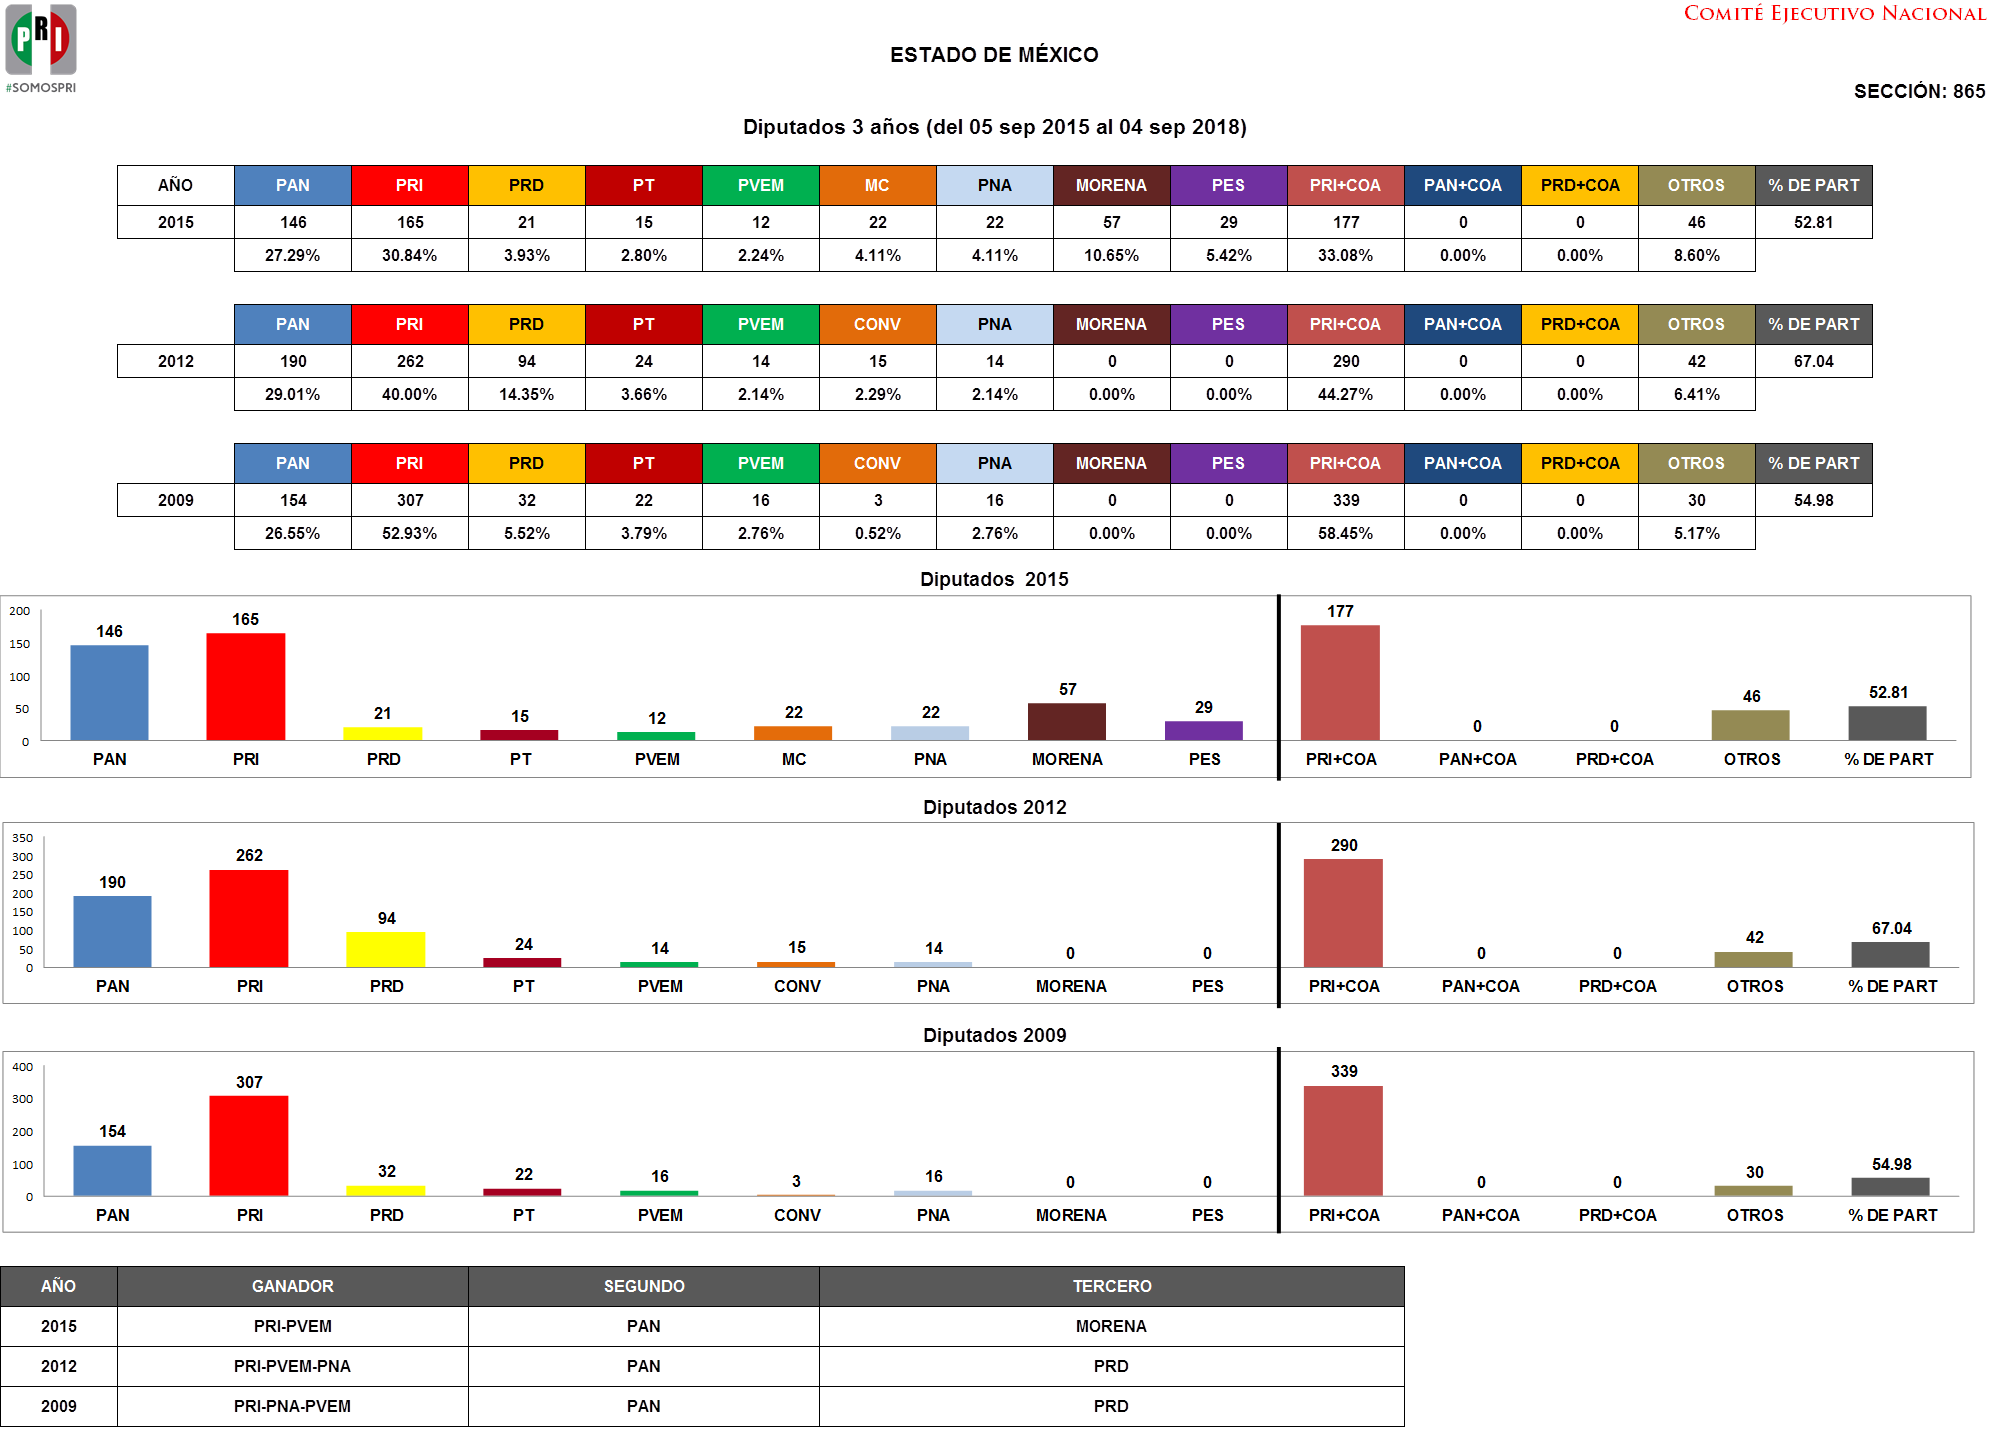 PRI
#SOMOSPRI
COMITÉ EJECUTIVO NACIONAL
ESTADO DE MÉXICO
SECCIÓN: 865
Diputados 3 años (del 05 sep 2015 al 04 sep 2018)
AÑO PAN PRI PRD PT PVEM MC PNA MORENA PES PRI+COA PAN+COA PRD+COA OTROS % DE PART
2015 146 165 21 15 12 22 22 57 29 177 0 0 46 52.81
27.29% 30.84% 3.93% 2.80% 2.24% 4.11% 4.11% 10.65% 5.42% 33.08% 0.00% 0.00% 8.60%
PAN PRI PRD PT PVEM CONV PNA MORENA PES PRI+COA PAN+COA PRD+COA OTROS % DE PART
2012 190 262 94 24 14 15 14 0 0 290 0 0 42 67.04
29.01% 40.00% 14.35% 3.66% 2.14% 2.29% 2.14% 0.00% 0.00% 44.27% 0.00% 0.00% 6.41%
PAN PRI PRD PT PVEM CONV PNA MORENA PES PRI+COA PAN+COA PRD+COA OTROS % DE PART
2009 154 307 32 22 16 3 16 0 0 339 0 0 30 54.98
26.55% 52.93% 5.52% 3.79% 2.76% 0.52% 2.76% 0.00% 0.00% 58.45% 0.00% 0.00% 5.17%
Diputados 2015
200
150
100
50
0
146 165 21 15 12 22 22 57 29 177 0 0 46 52.81
PAN PRI PRD PT PVEM MC PNA MORENA PES PRI+COA PAN+COA PRD+COA OTROS % DE PART
Diputados 2012
350
300
250
200
150
100
50
0
190 262 94 24 14 15 14 0 0 290 0 0 42 67.04
PAN PRI PRD PT PVEM CONV PNA MORENA PES PRI+COA PAN+COA PRD+COA OTROS % DE PART
Diputados 2009
400
300
200
100
0
154 307 32 22 16 3 16 0 0 339 0 0 30 54.98
PAN PRI PRD PT PVEM CONV PNA MORENA PES PRI+COA PAN+COA PRD+COA OTROS % DE PART
AÑO GANADOR SEGUNDO TERCERO
2015 PRI-PVEM PAN MORENA
2012 PRI-PVEM-PNA PAN PRD
2009 PRI-PNA-PVEM PAN PRD